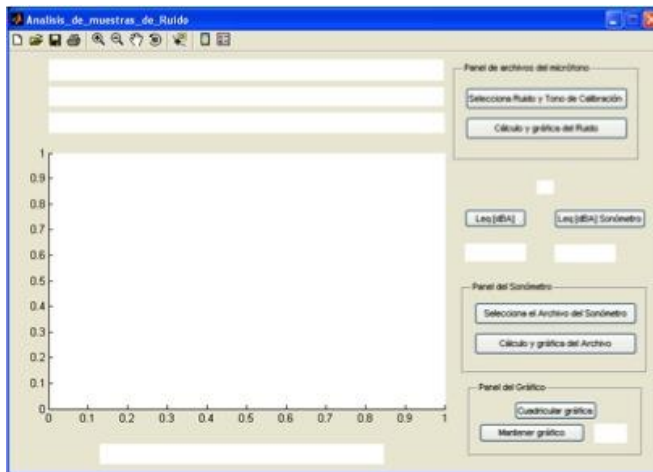 Analisis_de_muestras_de_Ruido
Panel de archivos del micrófono
Selecciona Ruido y Tono de Calibración
Cálculo y gráfica del Ruido
1
0.9
0.8
0.7
0.6
0.5
0.4
0.3
0.2
0.1
0
0 0.1 0.2 0.3 0.4 0.5 0.6 0.7 0.8 0.9 1
Leq [dBA] Leq [dBA] Sonómetro
Panel del Sonómetro
Selecciona el Archivo del Sonómetro
Cálculo y gráfica del Archivo
Panel del Gráfico
Cuadricular gráfica
Mantener gráfico